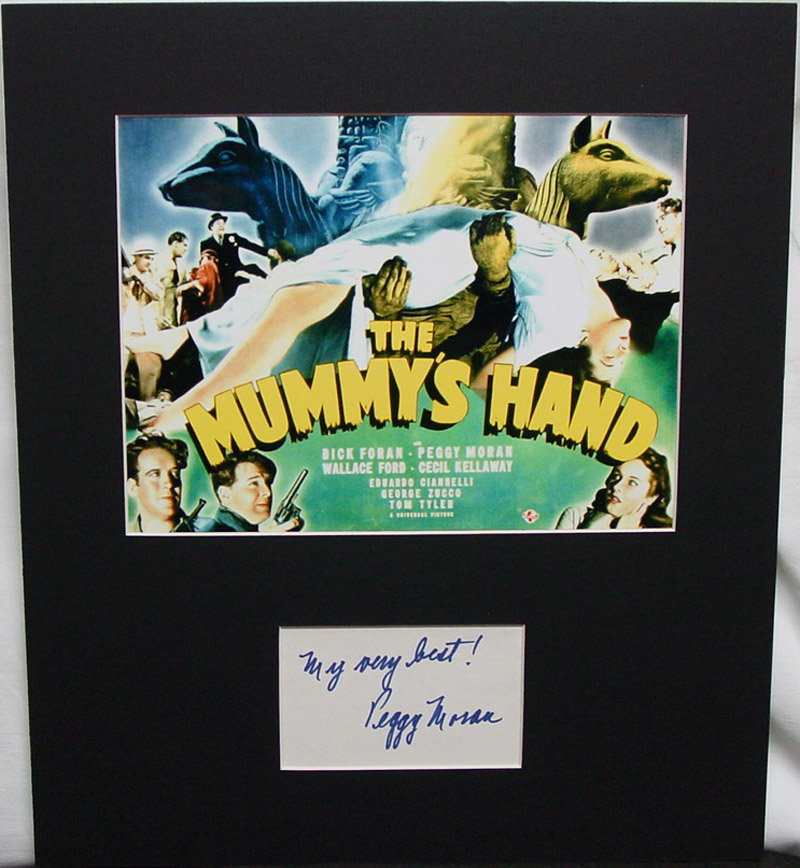 THE
MUMMY'S HAND
WITH
DICK FORAN · PEGGY MORAN
WALLACE FORD · CECIL KELLAWAY
EDUARDO CIANNELLI
GEORGE ZUCCO
TOM TYLER
A UNIVERSAL PICTURE
My very best!
Peggy Moran